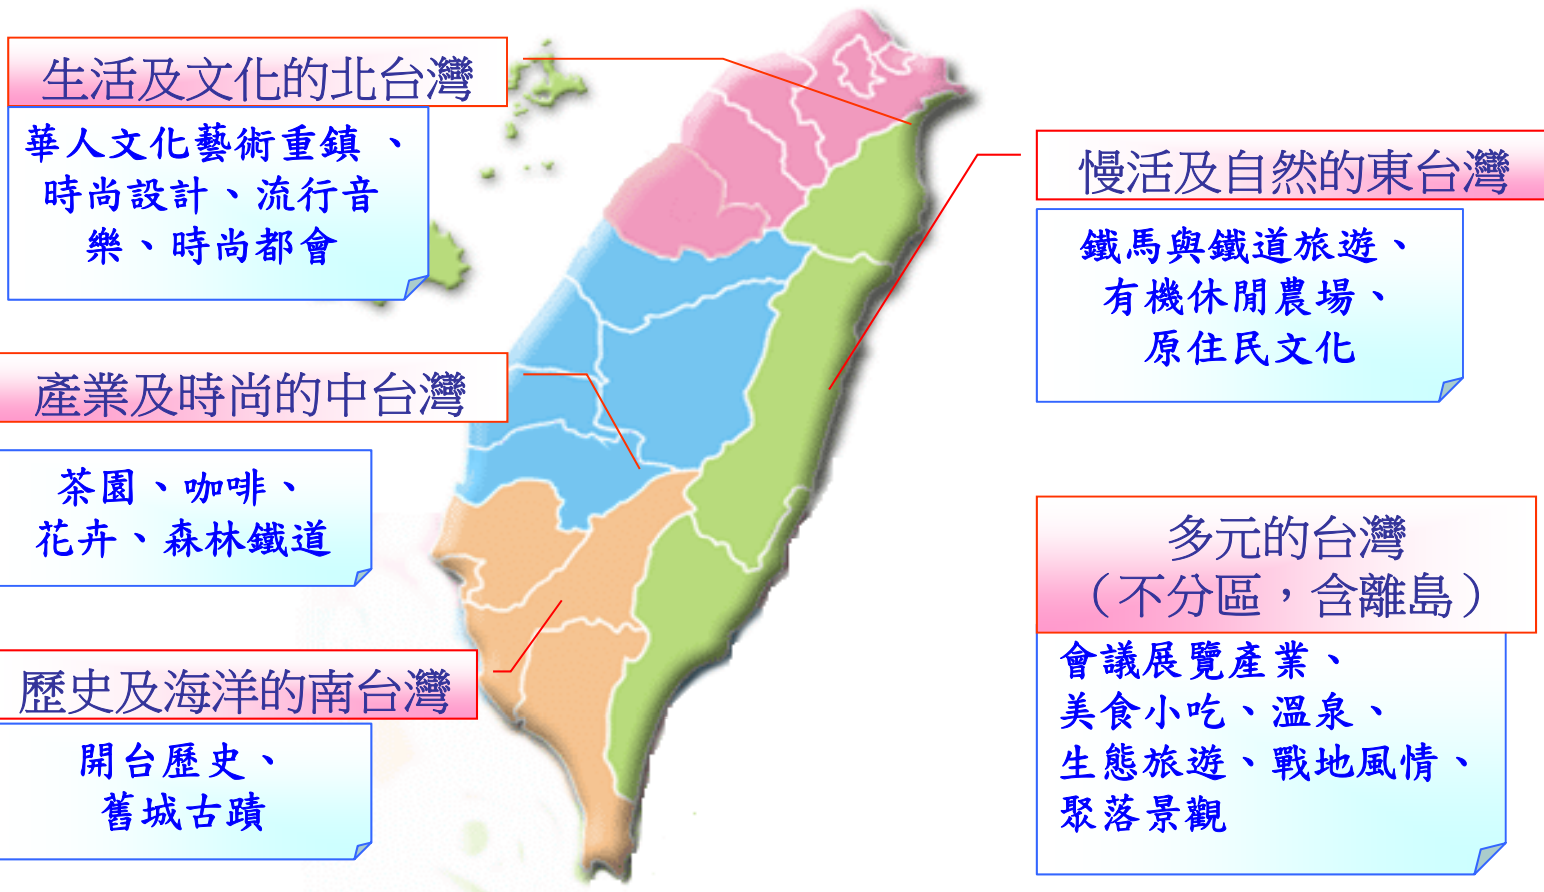 生活及文化的北台灣
華人文化藝術重鎮、
時尚設計、流行音
樂、時尚都會
慢活及自然的東台灣
鐵馬與鐵道旅遊、
有機休閒農場、
原住民文化
產業及時尚的中台灣
茶園、咖啡、
花卉、森林鐵道
歷史及海洋的南台灣
開台歷史、
舊城古蹟
多元的台灣
（不分區，含離島）
會議展覽產業、
美食小吃、溫泉、
生態旅遊、戰地風情、
聚落景觀